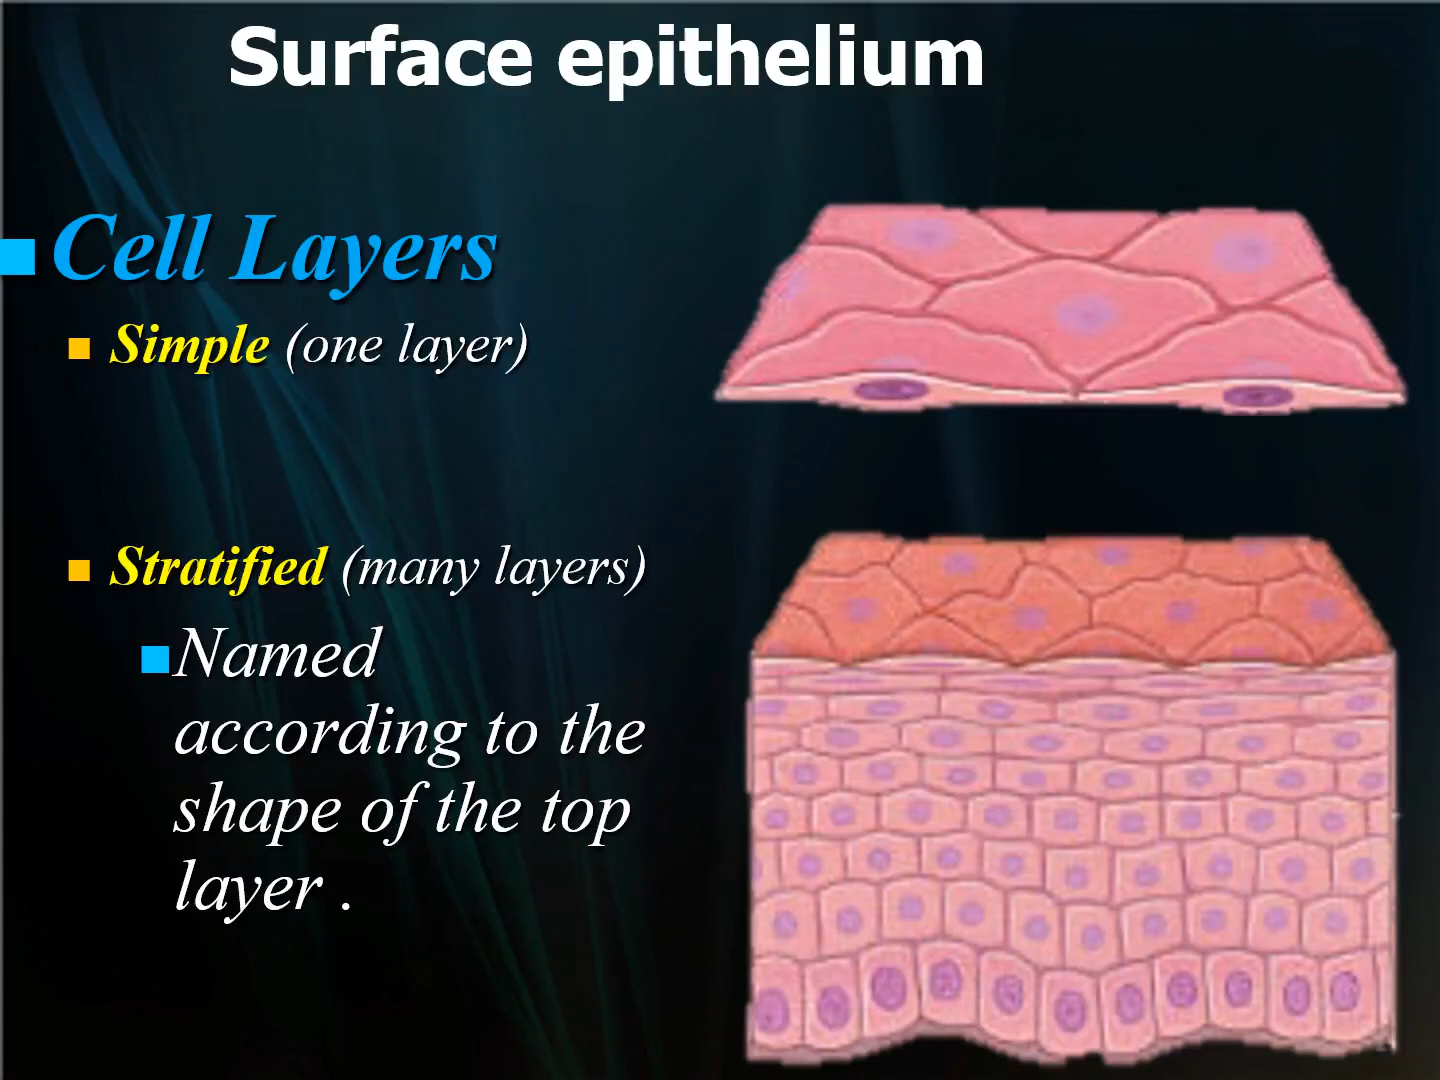 Surface epithelium
Cell Layers
Simple (one layer)
Stratified (many layers)
Named
according to the
shape of the top
layer .